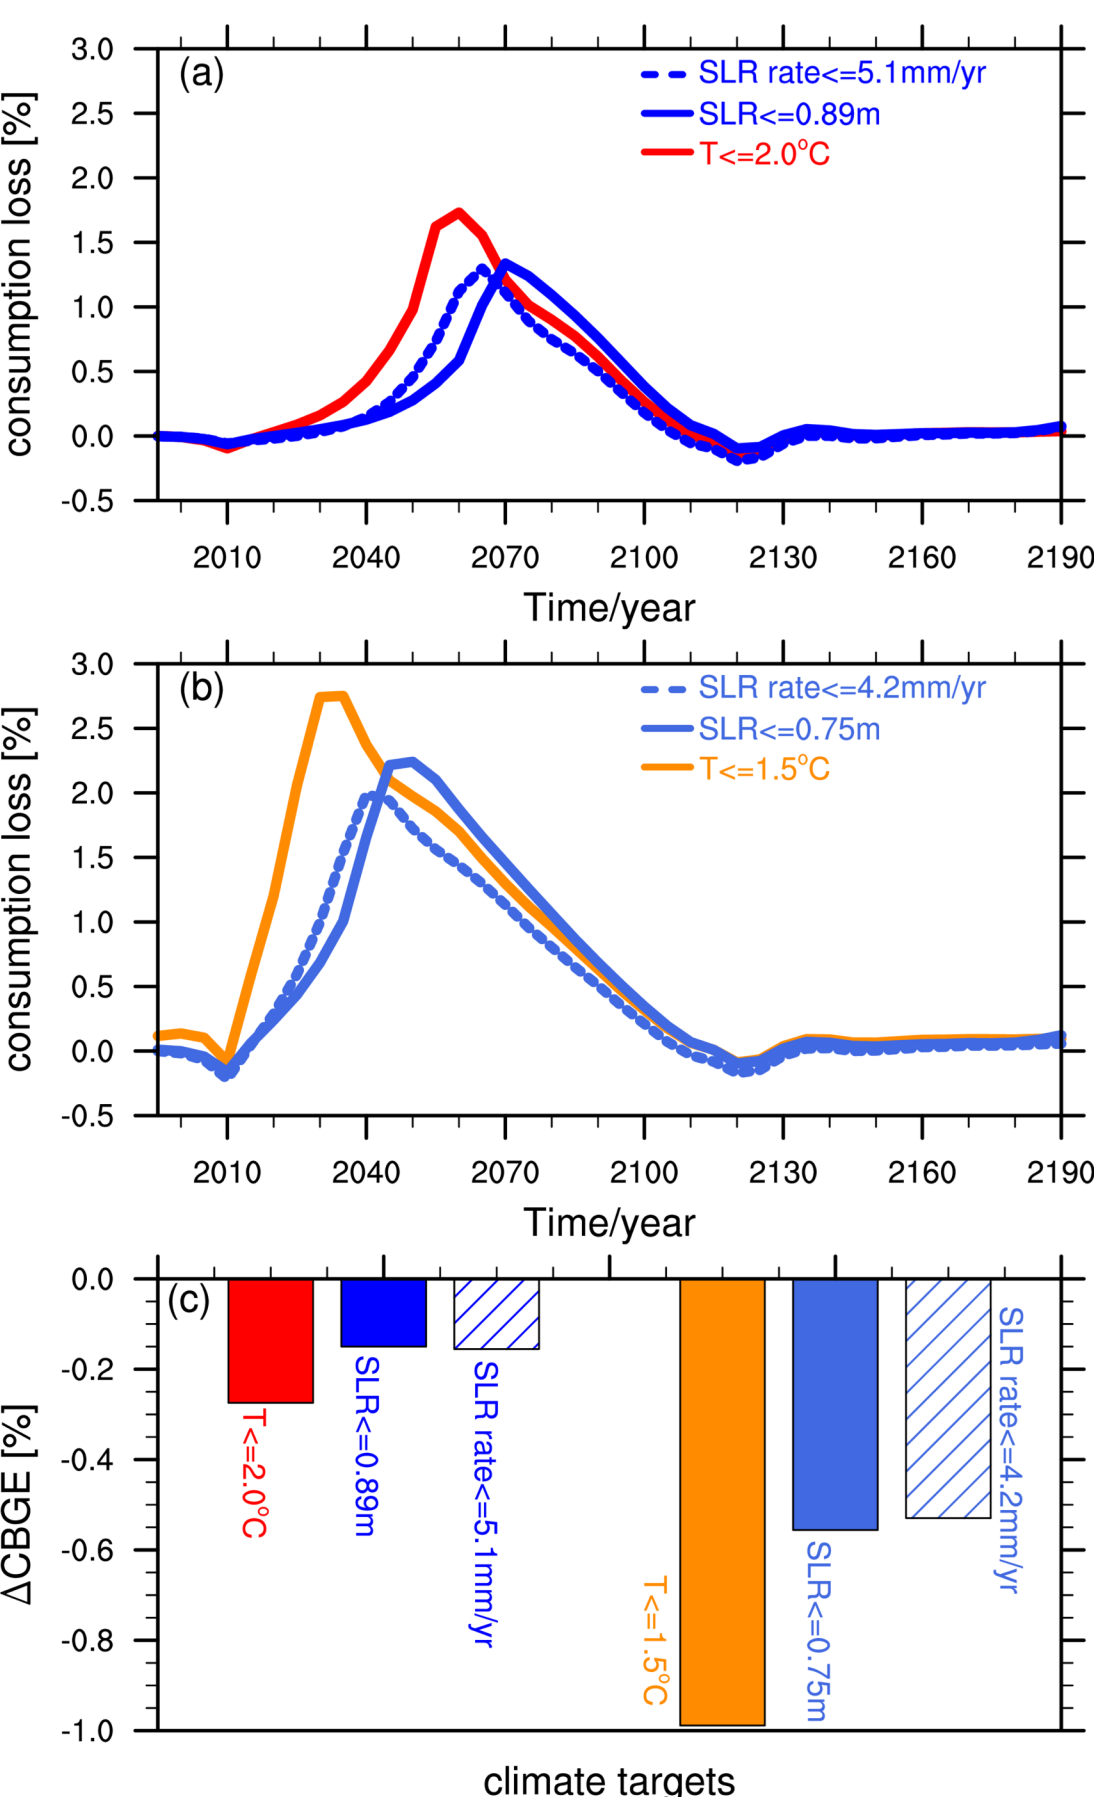 (a)
SLR rate<=5.1mm/yr
SLR<=0.89m
T<=2.0°C
consumption loss [%]
3.0
2.5
2.0
1.5
1.0
0.5
0.0
-0.5
2010 2040 2070 2100 2130 2160 2190
Time/year
(b)
SLR rate<=4.2mm/yr
SLR<=0.75m
T<=1.5°C
consumption loss [%]
3.0
2.5
2.0
1.5
1.0
0.5
0.0
-0.5
2010 2040 2070 2100 2130 2160 2190
Time/year
(c)
ΔCBGE [%]
0.0
-0.2
-0.4
-0.6
-0.8
-1.0
T<=2.0°C
SLR<=0.89m
SLR rate<=5.1mm/yr
T<=1.5°C
SLR<=0.75m
SLR rate<=4.2mm/yr
climate targets